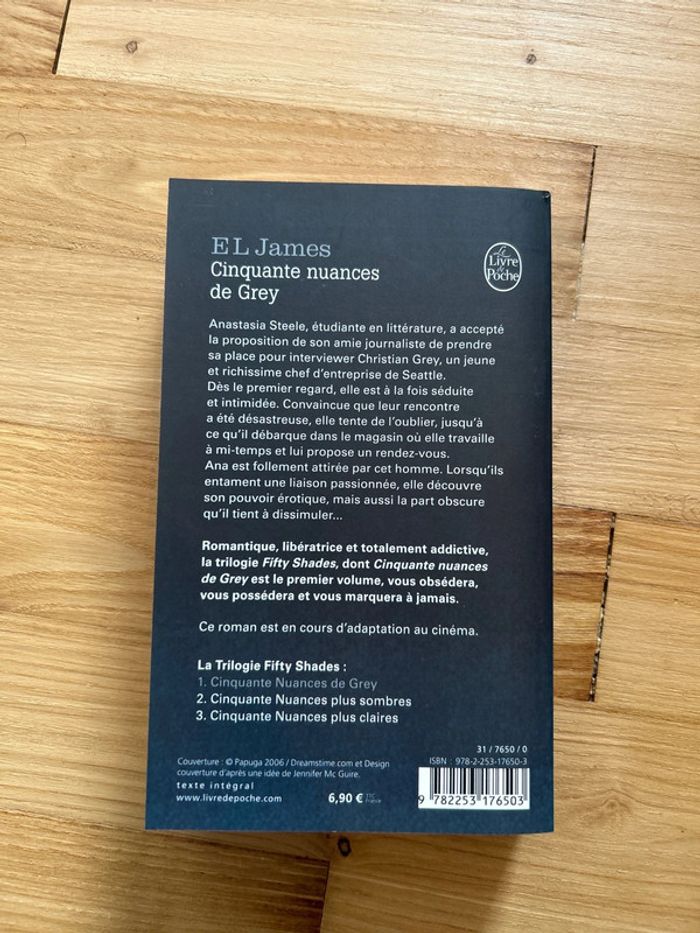 E L James
Cinquante nuances
de Grey
Le
Livre
de
Poche
Anastasia Steele, étudiante en littérature, a accepté
la proposition de son amie journaliste de prendre
sa place pour interviewer Christian Grey, un jeune
et richissime chef d'entreprise de Seattle.
Dès le premier regard, elle est à la fois séduite
et intimidée. Convaincue que leur rencontre
a été désastreuse, elle tente de l'oublier, jusqu'à
ce qu'il débarque dans le magasin où elle travaille
à mi-temps et lui propose un rendez-vous.
Ana est follement attirée par cet homme. Lorsqu'ils
entament une liaison passionnée, elle découvre
son pouvoir érotique, mais aussi la part obscure
qu'il tient à dissimuler...
Romantique, libératrice et totalement addictive,
la trilogie Fifty Shades, dont Cinquante nuances
de Grey est le premier volume, vous obsédera,
vous possédera et vous marquera à jamais.
Ce roman est en cours d'adaptation au cinéma.
La Trilogie Fifty Shades :
1. Cinquante Nuances de Grey
2. Cinquante Nuances plus sombres
3. Cinquante Nuances plus claires
Couverture : © Papuga 2006 / Dreamstime.com et Design
couverture d'après une idée de Jennifer Mc Guire.
texte intégral
www.livredepoche.com
6,90 € TTC
France
31 / 7650 / 0
ISBN : 978-2-253-17650-3
9 782253 176503